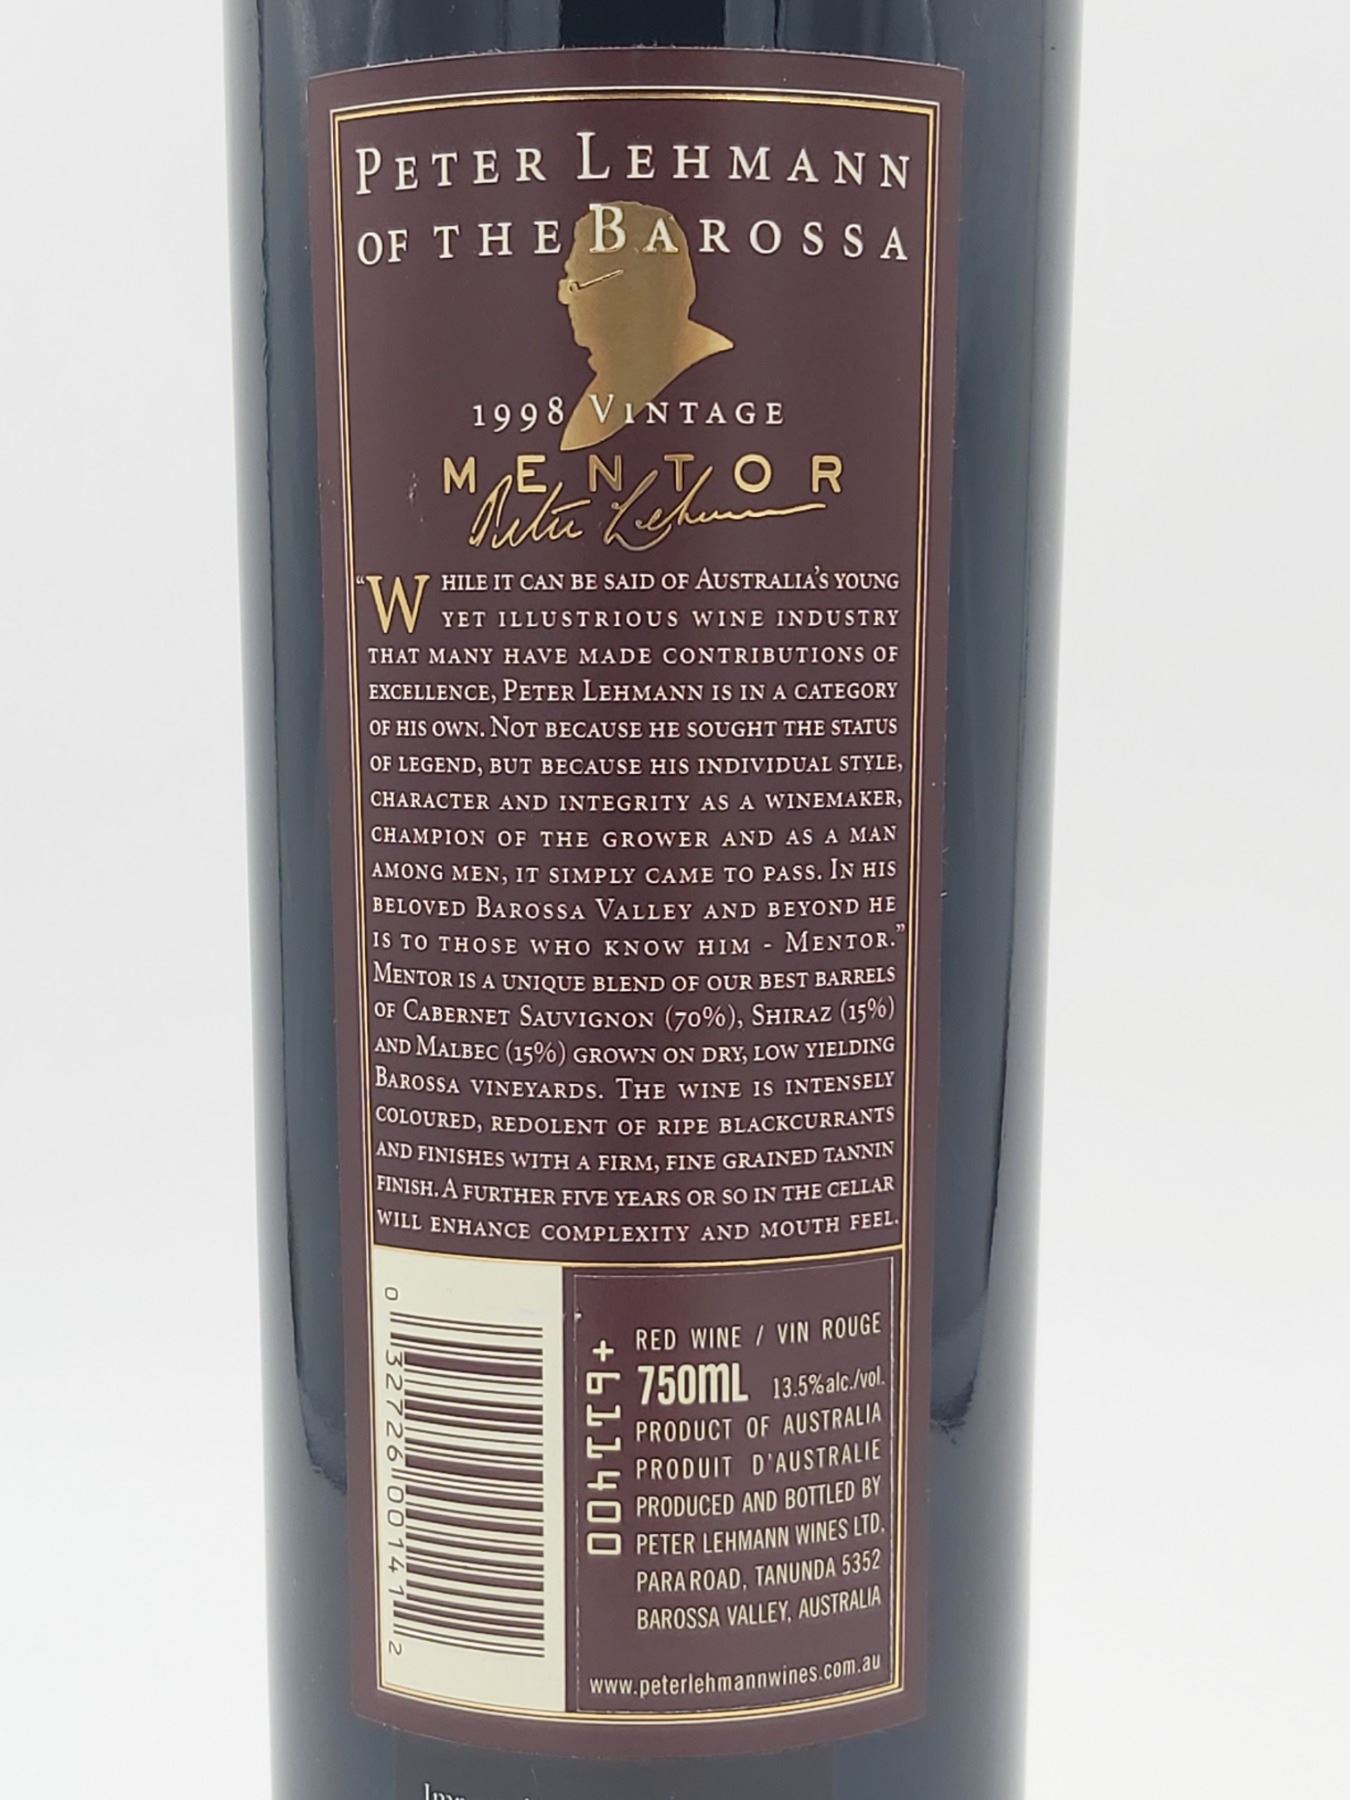 PETER LEHMANN
OF THE BAROSSA
1998 VINTAGE
MENTOR
Peter Lehmann
"WHILE IT CAN BE SAID OF AUSTRALIA'S YOUNG
YET ILLUSTRIOUS WINE INDUSTRY
THAT MANY HAVE MADE CONTRIBUTIONS OF
EXCELLENCE, PETER LEHMANN IS IN A CATEGORY
OF HIS OWN. NOT BECAUSE HE SOUGHT THE STATUS
OF LEGEND, BUT BECAUSE HIS INDIVIDUAL STYLE,
CHARACTER AND INTEGRITY AS A WINEMAKER,
CHAMPION OF THE GROWER AND AS A MAN
AMONG MEN, IT SIMPLY CAME TO PASS. IN HIS
BELOVED BAROSSA VALLEY AND BEYOND HE
IS TO THOSE WHO KNOW HIM - MENTOR."
MENTOR IS A UNIQUE BLEND OF OUR BEST BARRELS
OF CABERNET SAUVIGNON (70%), SHIRAZ (15%)
AND MALBEC (15%) GROWN ON DRY, LOW YIELDING
BAROSSA VINEYARDS. THE WINE IS INTENSELY
COLOURED, REDOLENT OF RIPE BLACKCURRANTS
AND FINISHES WITH A FIRM, FINE GRAINED TANNIN
FINISH. A FURTHER FIVE YEARS OR SO IN THE CELLAR
WILL ENHANCE COMPLEXITY AND MOUTH FEEL.
0 32726 00141 2
001119+
RED WINE / VIN ROUGE
750mL 13.5%alc./vol.
PRODUCT OF AUSTRALIA
PRODUIT D'AUSTRALIE
PRODUCED AND BOTTLED BY
PETER LEHMANN WINES LTD,
PARA ROAD, TANUNDA 5352
BAROSSA VALLEY, AUSTRALIA
www.peterlehmannwines.com.au